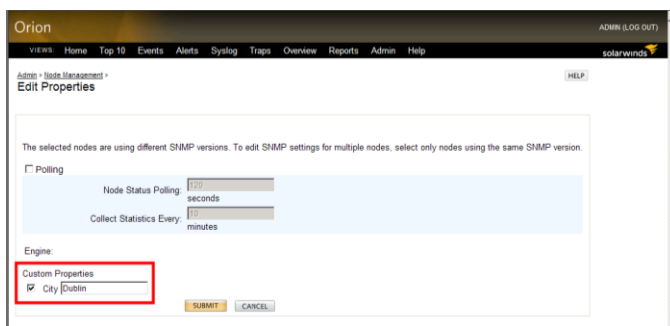 Orion
ADMIN (LOG OUT)
VIEWS: Home Top 10 Events Alerts Syslog Traps Overview Reports Admin Help
solarwinds
Admin > Node Management >
HELP
Edit Properties
The selected nodes are using different SNMP versions. To edit SNMP settings for multiple nodes, select only nodes using the same SNMP version.
Polling
Node Status Polling: 120
seconds
Collect Statistics Every: 10
minutes
Engine:
Custom Properties
City Dublin
SUBMIT CANCEL